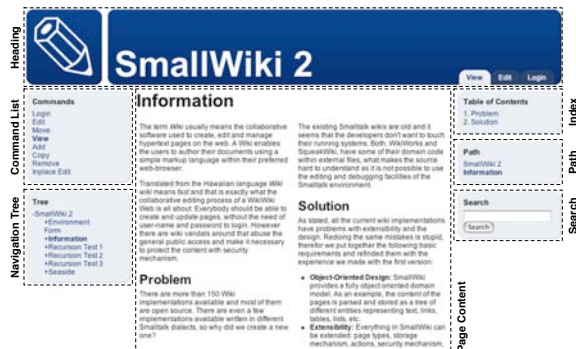 Heading
SmallWiki 2
View Edit Login
Command List
Commands
Login
Edit
Move
View
Add
Copy
Remove
Inplace Edit
Navigation Tree
Tree
-SmallWiki 2
+Environment
Form
+Information
+Recursion Test 1
+Recursion Test 2
+Recursion Test 3
+Seaside
Information
The term Wiki usually means the collaborative
software used to create, edit and manage
hypertext pages on the web. A Wiki enables
the users to author their documents using a
simple markup language within their preferred
web-browser.
Translated from the Hawaiian language Wiki
wiki means fast and that is exactly what the
collaborative editing process of a WikiWiki
Web is all about: Everybody should be able to
create and update pages, without the need of
user-name and password to login. However
there are wiki vandals around that abuse the
general public access and make it necessary
to protect the content with security
mechanism.
Problem
There are more than 150 Wiki
implementations available and most of them
are open source. There are even a few
implementations available written in different
Smalltalk dialects, so why did we create a new
one?
The existing Smalltalk wikis are old and it
seems that the developers don't want to touch
their running systems. Both, WikiWorks and
SqueakWiki, have some of their domain code
within external files, what makes the source
hard to understand as it is not possible to use
the editing and debugging facilities of the
Smalltalk environment.
Solution
As stated, all the current wiki implementations
have problems with extensibility and the
design. Redoing the same mistakes is stupid,
therefor we put together the following basic
requirements and refinded them with the
experience we made with the first version:
• Object-Oriented Design: SmallWiki
provides a fully object oriented domain
model. As an example, the content of the
pages is parsed and stored as a tree of
different entities representing text, links,
tables, lists, etc.
• Extensibility: Everything in SmallWiki can
be extended: page types, storage
mechanism, actions, security mechanism,
Page Content
Table of Contents
1. Problem
2. Solution
Index
Path
SmallWiki 2
Information
Path
Search
Search
Search